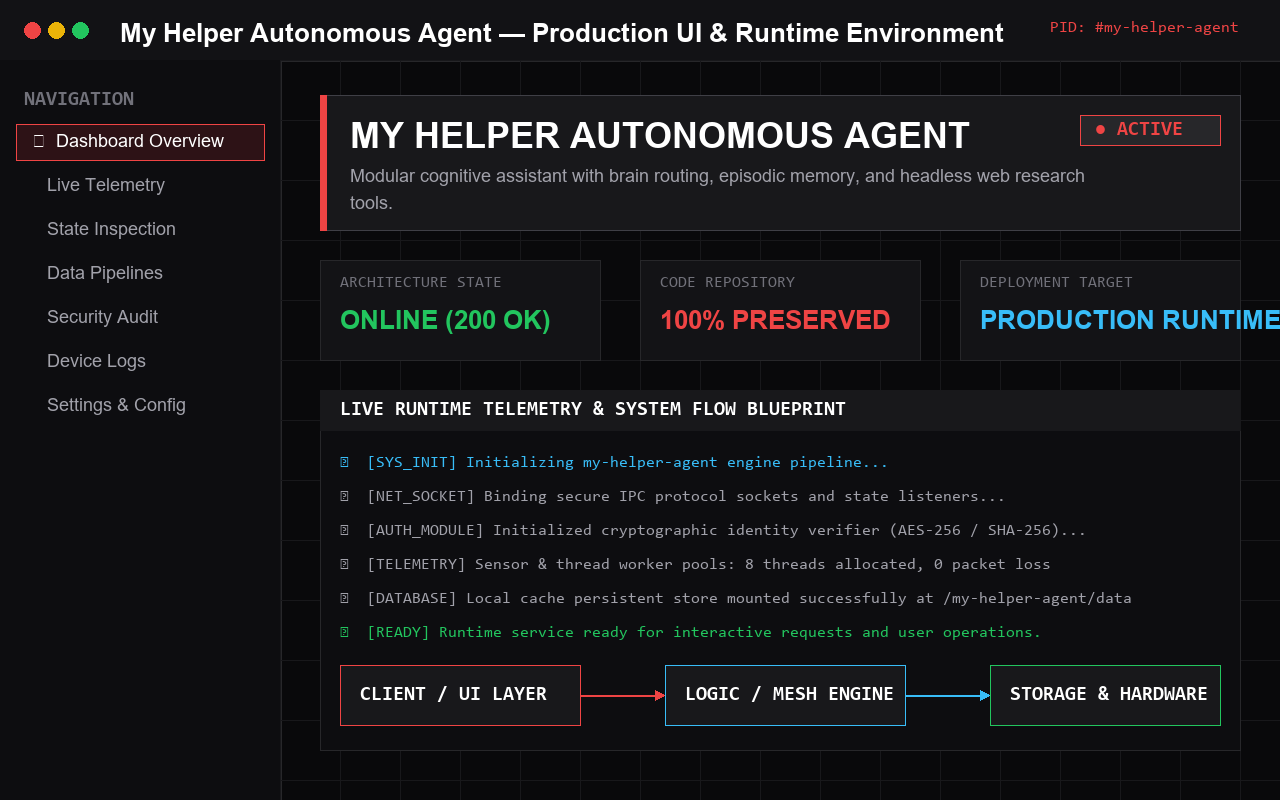 My Helper Autonomous Agent — Production UI & Runtime Environment
PID: #my-helper-agent
NAVIGATION
Dashboard Overview
Live Telemetry
State Inspection
Data Pipelines
Security Audit
Device Logs
Settings & Config
MY HELPER AUTONOMOUS AGENT
● ACTIVE
Modular cognitive assistant with brain routing, episodic memory, and headless web research
tools.
ARCHITECTURE STATE
ONLINE (200 OK)
CODE REPOSITORY
100% PRESERVED
DEPLOYMENT TARGET
PRODUCTION RUNTIME
LIVE RUNTIME TELEMETRY & SYSTEM FLOW BLUEPRINT
[SYS_INIT] Initializing my-helper-agent engine pipeline...
[NET_SOCKET] Binding secure IPC protocol sockets and state listeners...
[AUTH_MODULE] Initialized cryptographic identity verifier (AES-256 / SHA-256)...
[TELEMETRY] Sensor & thread worker pools: 8 threads allocated, 0 packet loss
[DATABASE] Local cache persistent store mounted successfully at /my-helper-agent/data
[READY] Runtime service ready for interactive requests and user operations.
CLIENT / UI LAYER
LOGIC / MESH ENGINE
STORAGE & HARDWARE